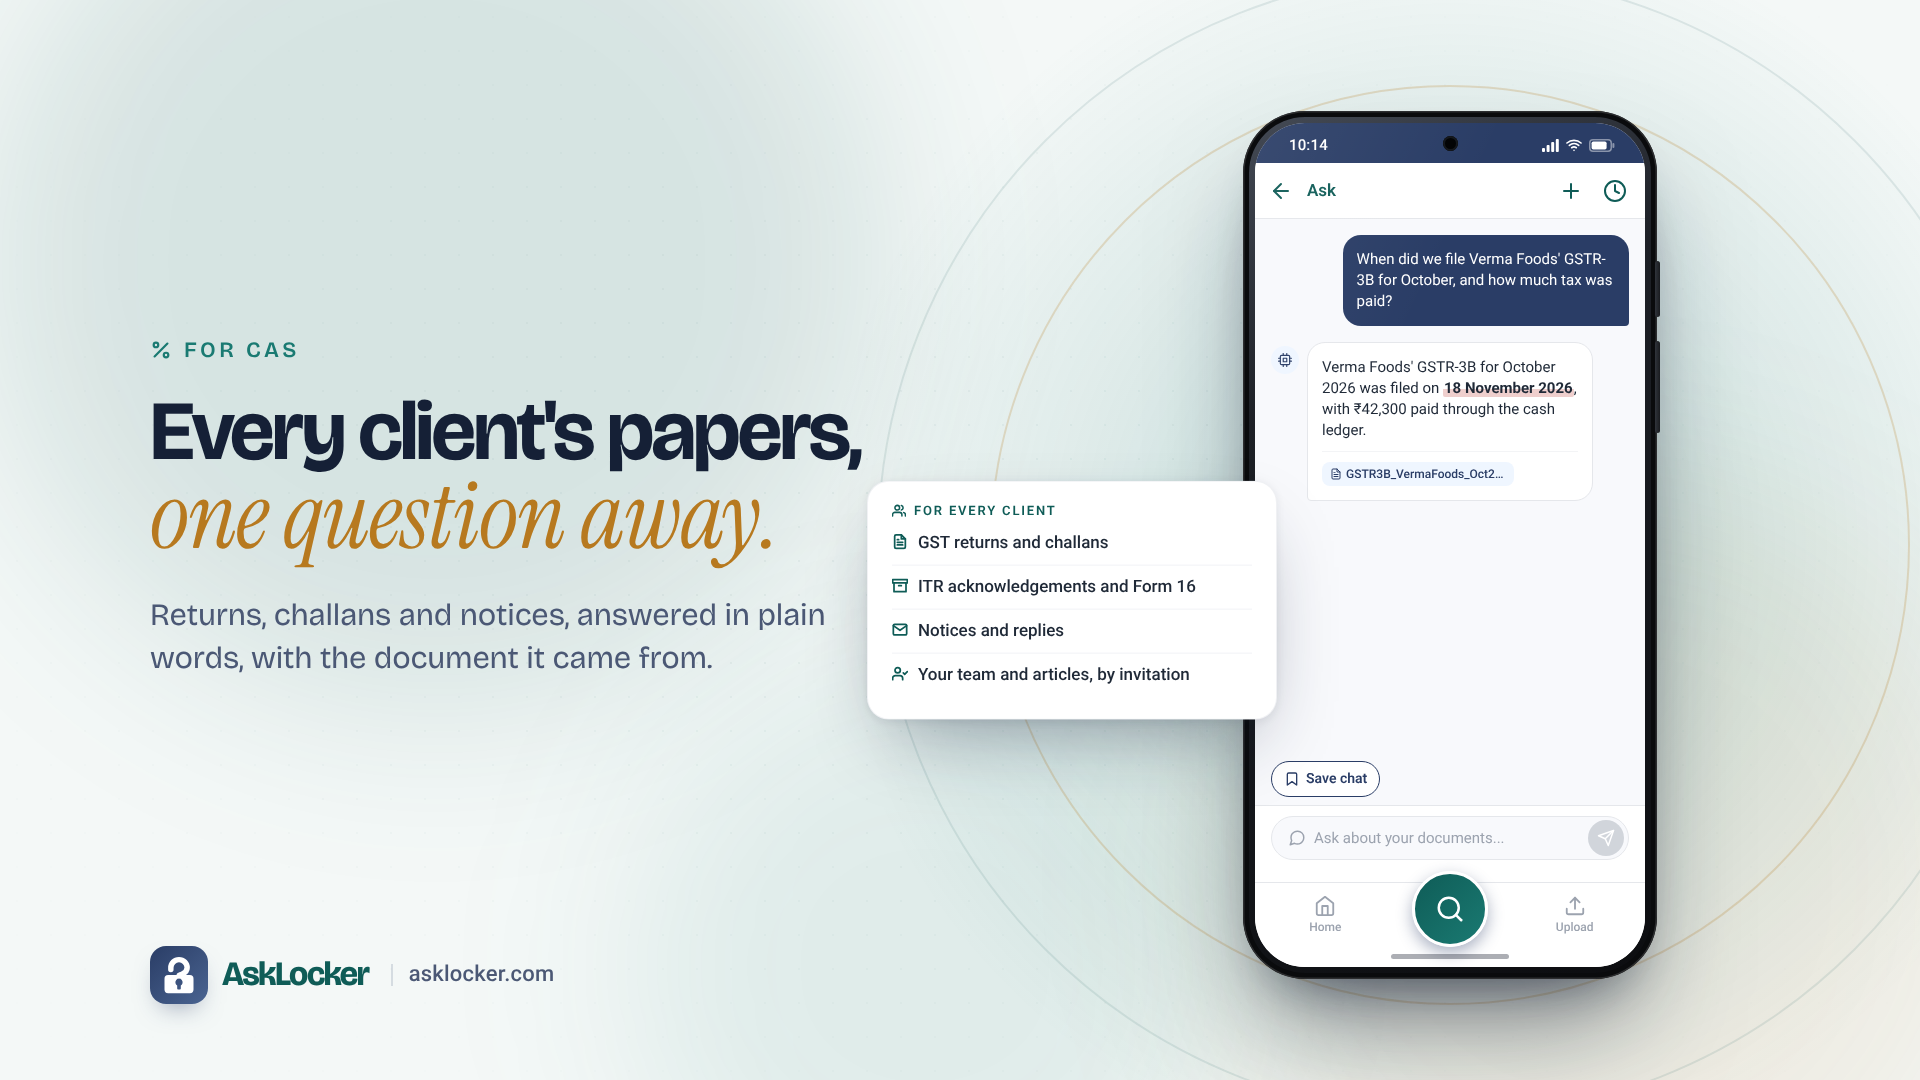 % FOR CAS
Every client's papers,
one question away.
Returns, challans and notices, answered in plain
words, with the document it came from.
AskLocker
asklocker.com
FOR EVERY CLIENT
GST returns and challans
ITR acknowledgements and Form 16
Notices and replies
Your team and articles, by invitation
10:14
Ask
When did we file Verma Foods' GSTR-
3B for October, and how much tax was
paid?
Verma Foods' GSTR-3B for October
2026 was filed on 18 November 2026,
with ₹42,300 paid through the cash
ledger.
GSTR3B_VermaFoods_Oct2...
Save chat
Ask about your documents...
Home
Upload